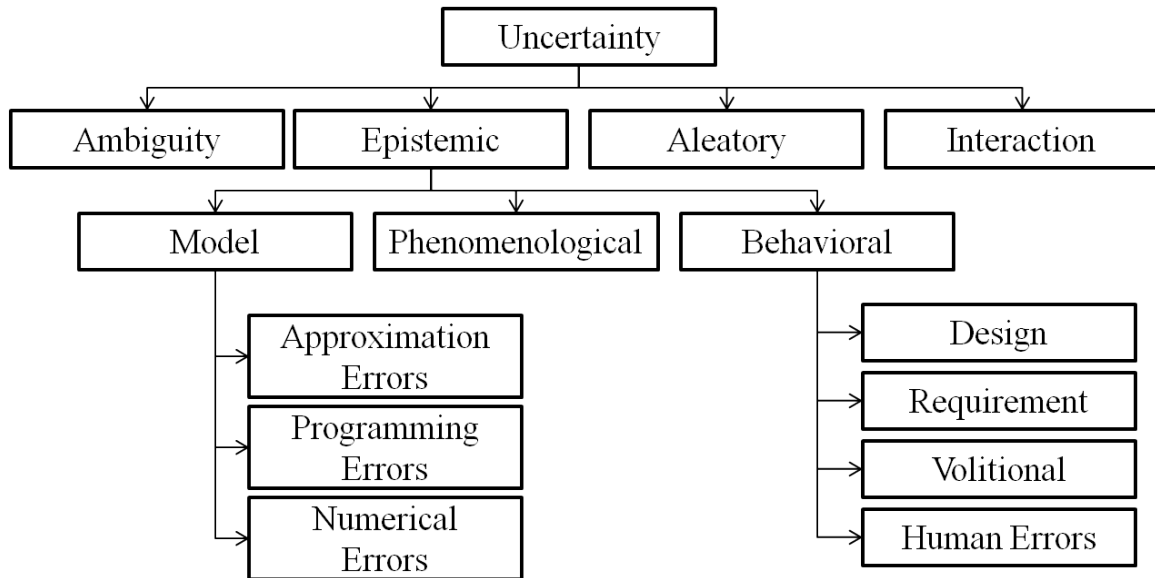 Uncertainty
Ambiguity
Epistemic
Aleatory
Interaction
Model
Phenomenological
Behavioral
Approximation
Errors
Programming
Errors
Numerical
Errors
Design
Requirement
Volitional
Human Errors